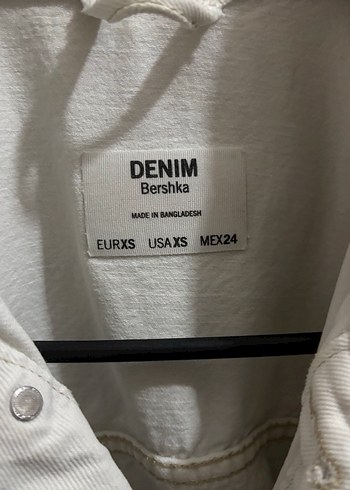 DENIM
Bershka
MADE IN BANGLADESH
EURXS USAXS MEX24